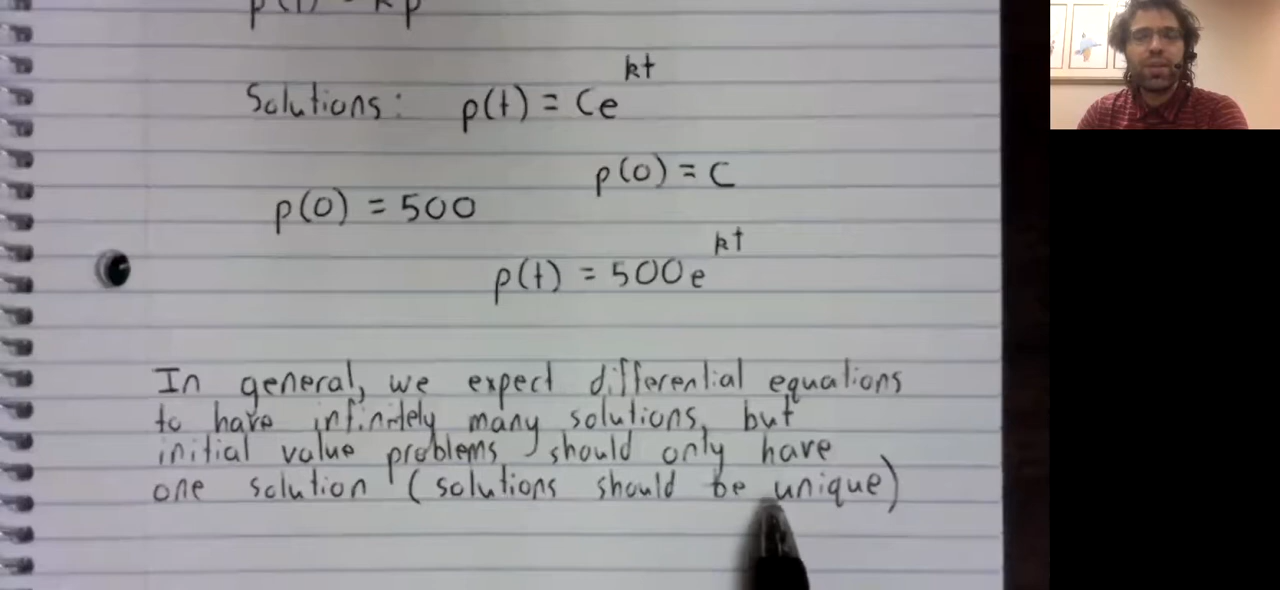 p'(t) = kp
Solutions: p(t) = Ce^{kt}
p(0) = C
p(0) = 500
p(t) = 500e^{kt}
In general, we expect differential equations
to have infinitely many solutions, but
initial value problems should only have
one solution (solutions should be unique)